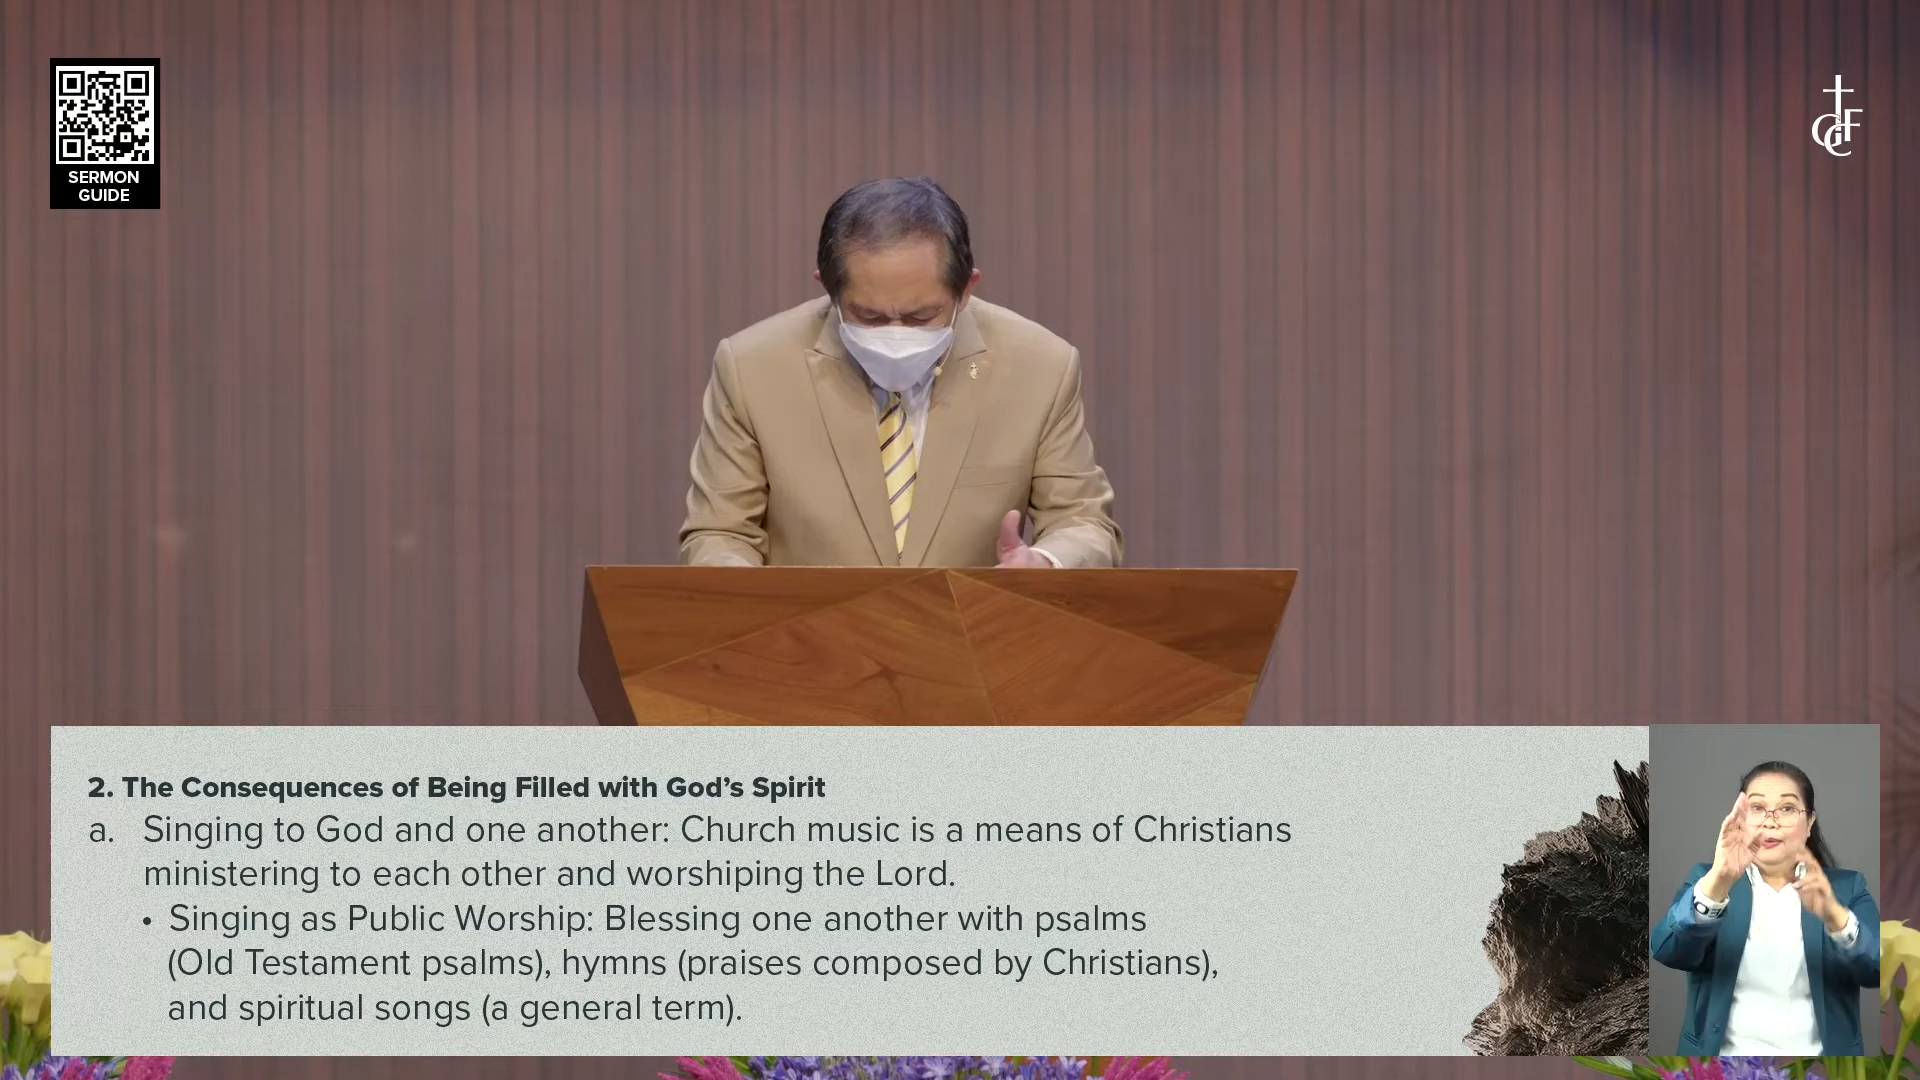 SERMON
GUIDE
2. The Consequences of Being Filled with God’s Spirit
a. Singing to God and one another: Church music is a means of Christians
ministering to each other and worshiping the Lord.
• Singing as Public Worship: Blessing one another with psalms
(Old Testament psalms), hymns (praises composed by Christians),
and spiritual songs (a general term).